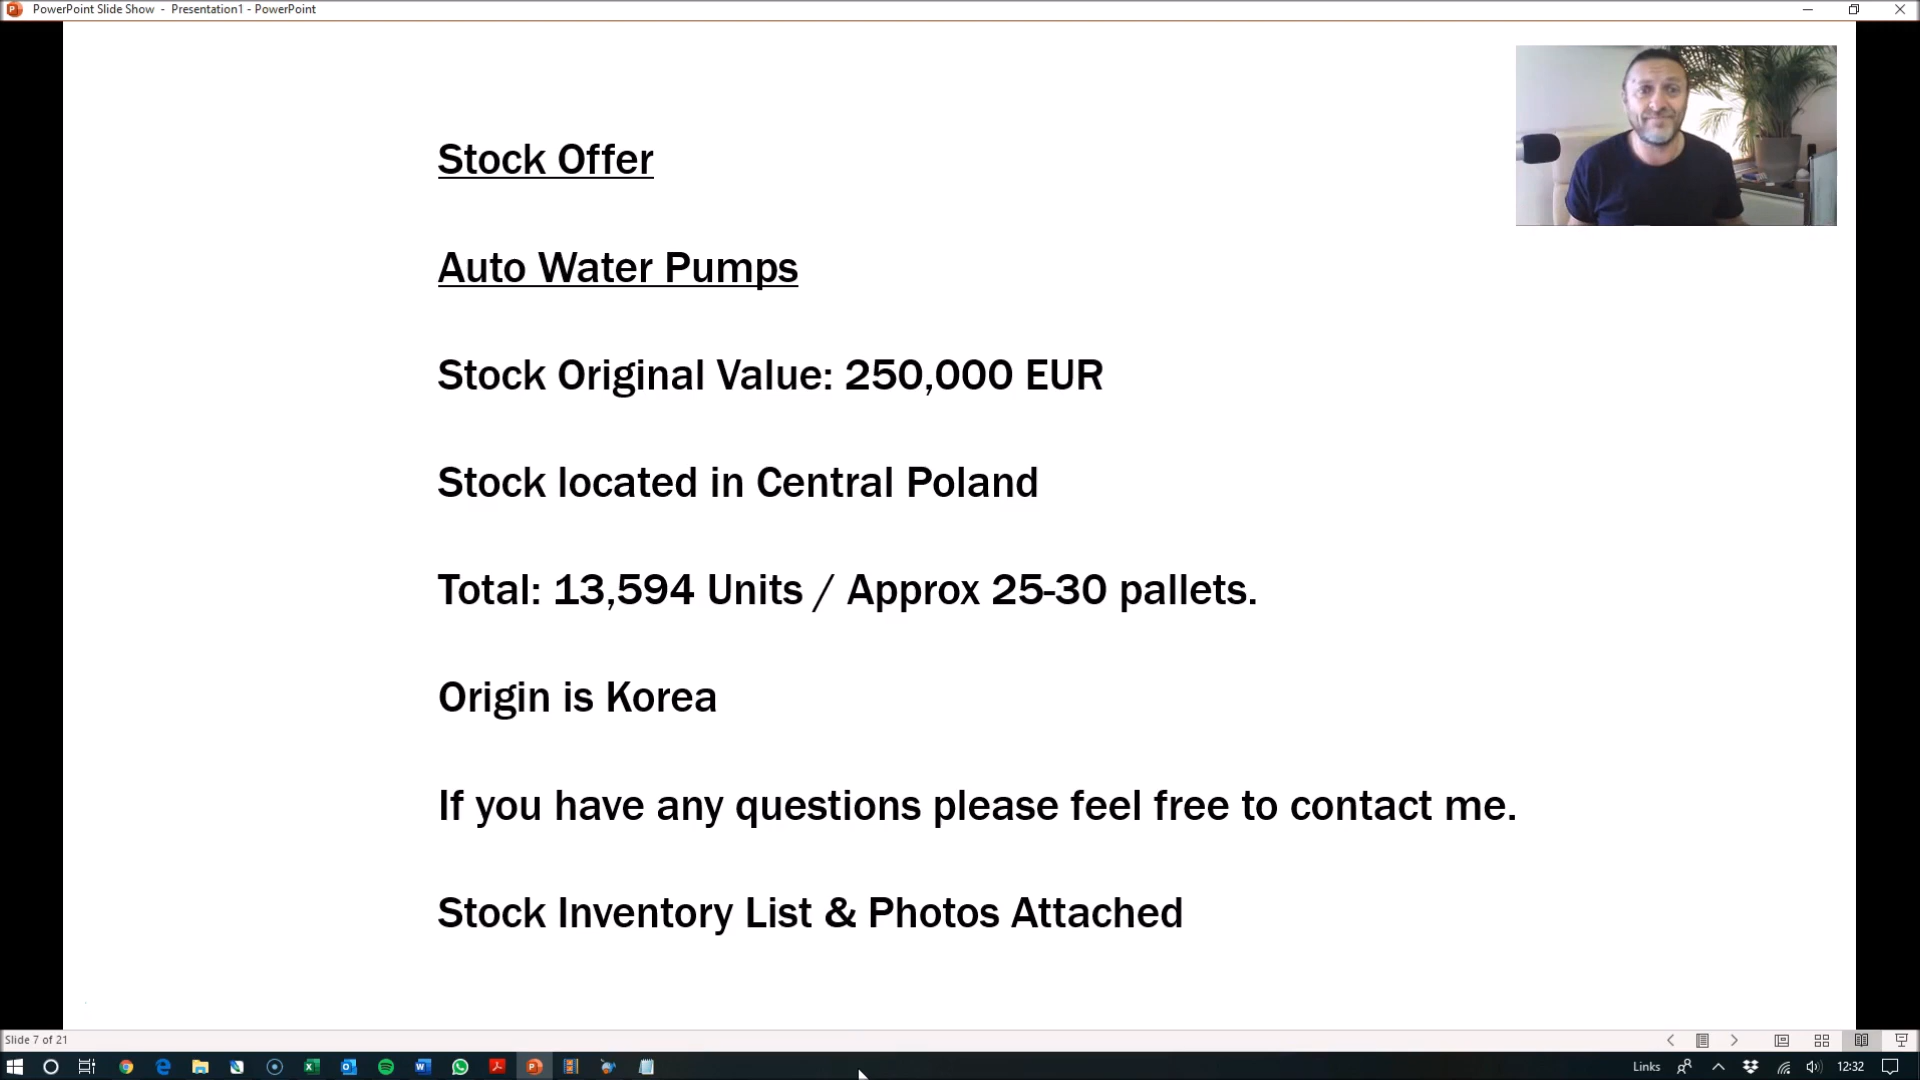 PowerPoint Slide Show - Presentation1 - PowerPoint
Stock Offer
Auto Water Pumps
Stock Original Value: 250,000 EUR
Stock located in Central Poland
Total: 13,594 Units / Approx 25-30 pallets.
Origin is Korea
If you have any questions please feel free to contact me.
Stock Inventory List & Photos Attached
Slide 7 of 21
Links 12:32